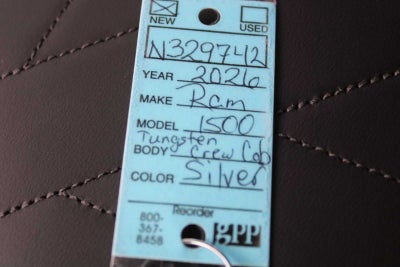 NEW USED
N329742
YEAR 2026
MAKE Ram
MODEL 1500
Tungsten
BODY Crew Cab
COLOR Silver
Reorder
800-
367-
8458
gpp